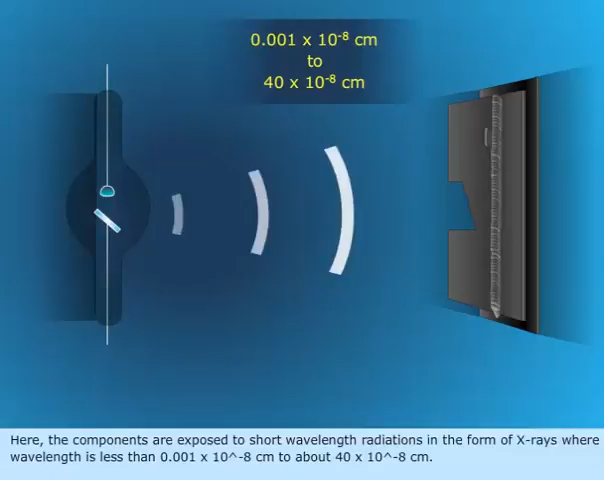 0.001 x 10⁻⁸ cm
to
40 x 10⁻⁸ cm
Here, the components are exposed to short wavelength radiations in the form of X-rays where
wavelength is less than 0.001 x 10^-8 cm to about 40 x 10^-8 cm.